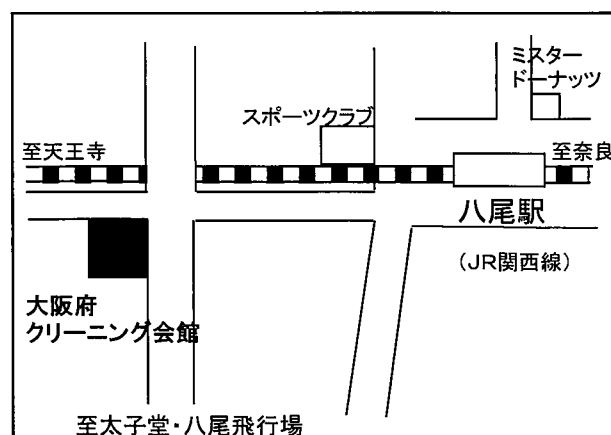 ミスター
ドーナッツ
スポーツクラブ
至天王寺
至奈良
八尾駅
（JR関西線）
大阪府
クリーニング会館
至太子堂・八尾飛行場